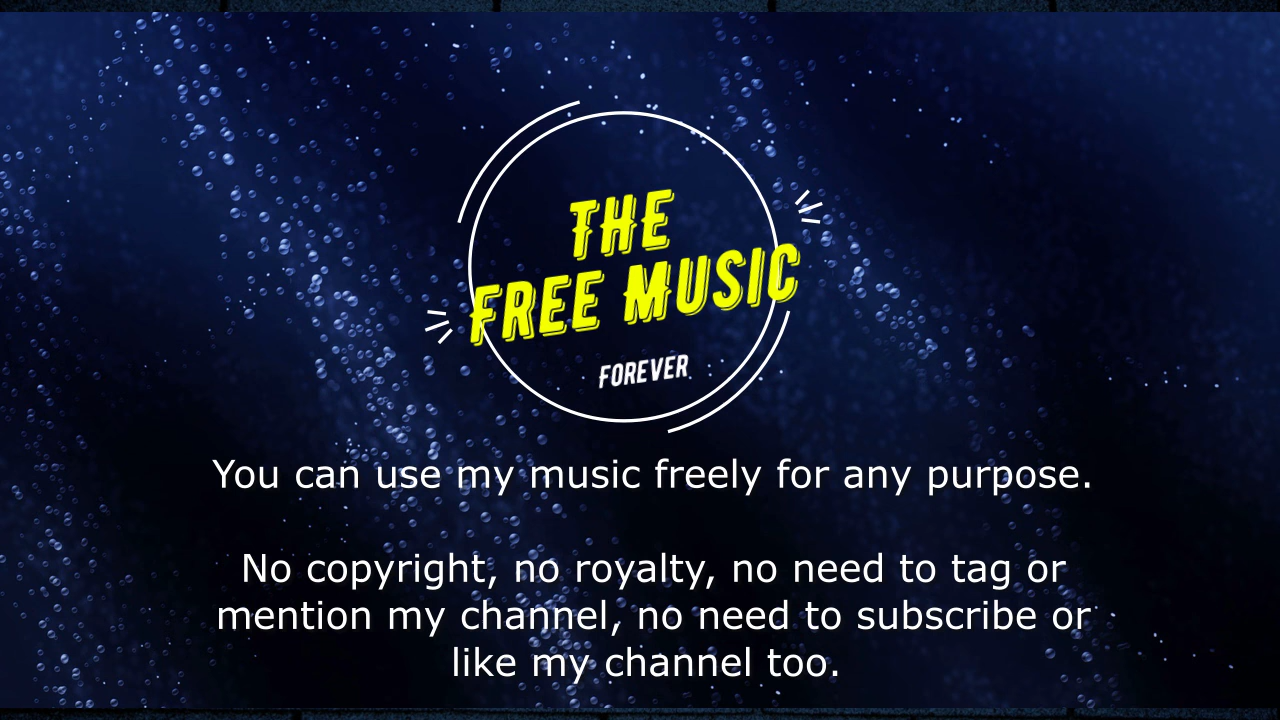 THE
FREE MUSIC
FOREVER
You can use my music freely for any purpose.
No copyright, no royalty, no need to tag or
mention my channel, no need to subscribe or
like my channel too.